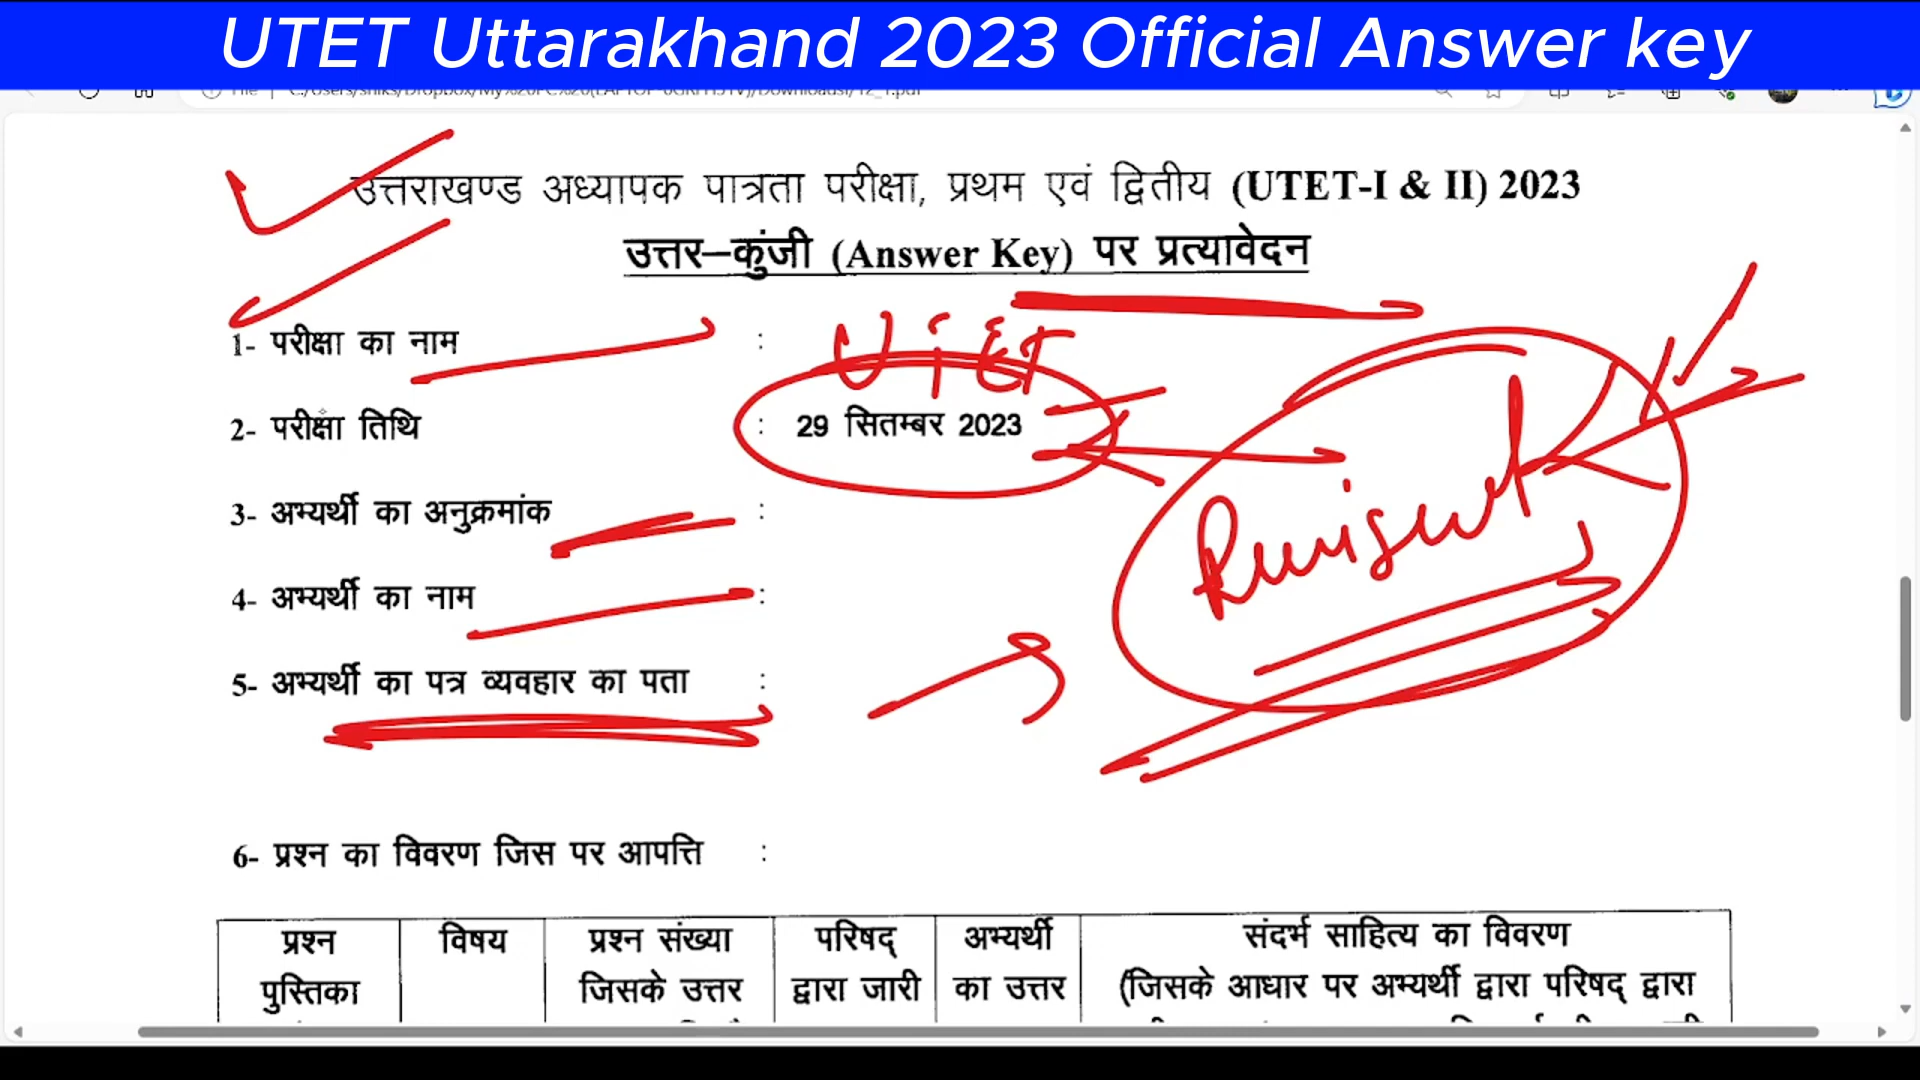 UTET Uttarakhand 2023 Official Answer key
उत्तराखण्ड अध्यापक पात्रता परीक्षा, प्रथम एवं द्वितीय (UTET-I & II) 2023
उत्तर–कुंजी (Answer Key) पर प्रत्यावेदन
1- परीक्षा का नाम :
UTET
2- परीक्षा तिथि : 29 सितम्बर 2023
3- अभ्यर्थी का अनुक्रमांक :
4- अभ्यर्थी का नाम :
5- अभ्यर्थी का पत्र व्यवहार का पता :
6- प्रश्न का विवरण जिस पर आपत्ति :
प्रश्न विषय प्रश्न संख्या परिषद् अभ्यर्थी संदर्भ साहित्य का विवरण
पुस्तिका जिसके उत्तर द्वारा जारी का उत्तर (जिसके आधार पर अभ्यर्थी द्वारा परिषद् द्वारा